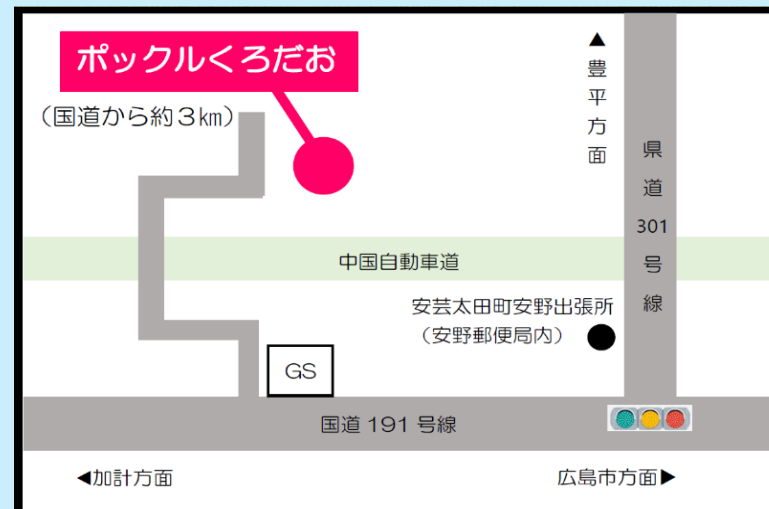 ポックルくろだお
（国道から約３㎞）
▲豊平方面
県道301号線
中国自動車道
安芸太田町安野出張所
（安野郵便局内）
GS
国道 191 号線
◀加計方面
広島市方面▶